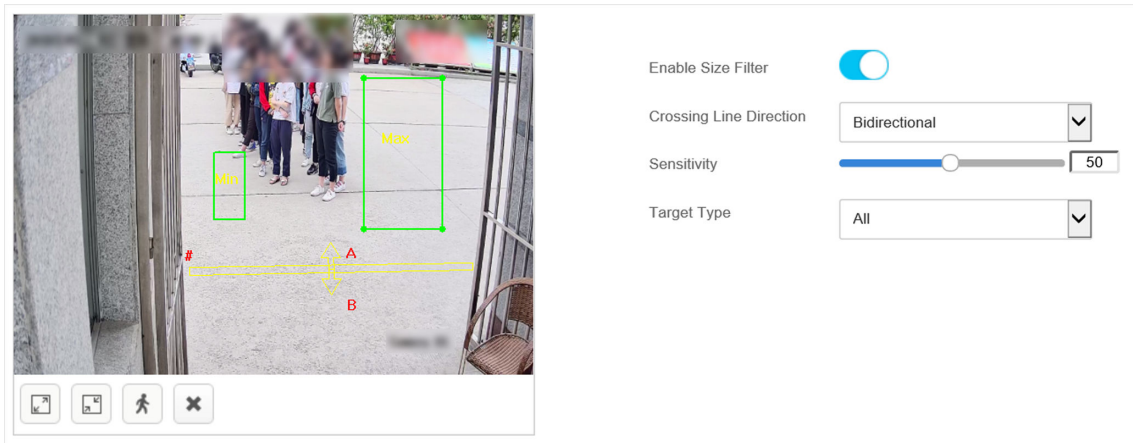 Enable Size Filter
Crossing Line Direction
Bidirectional
Sensitivity
50
Target Type
All
Max
Min
#
A
B